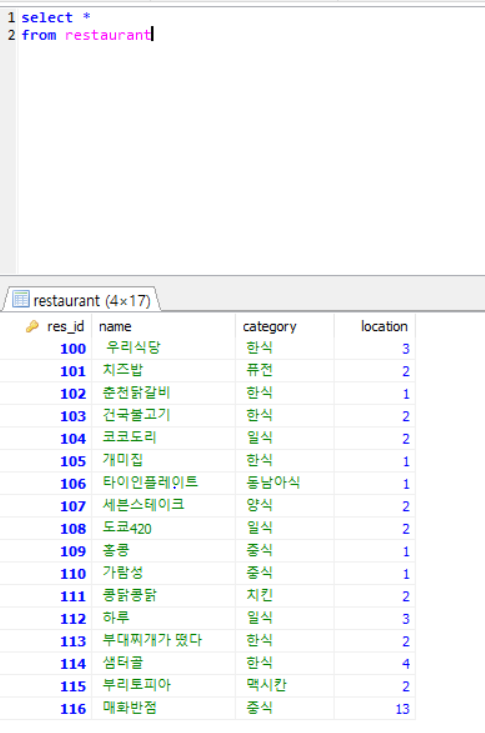 1 select *
2 from restaurant
restaurant (4×17)
res_id name category location
100 우리식당 한식 3
101 치즈밥 퓨전 2
102 춘천닭갈비 한식 1
103 건국불고기 한식 2
104 코코도리 일식 2
105 개미집 한식 1
106 타이인플레이트 동남아식 1
107 세븐스테이크 양식 2
108 도쿄420 일식 2
109 홍콩 중식 1
110 가람성 중식 1
111 콩닭콩닭 치킨 2
112 하루 일식 3
113 부대찌개가 떴다 한식 2
114 샘터골 한식 4
115 부리토피아 맥시칸 2
116 매화반점 중식 13